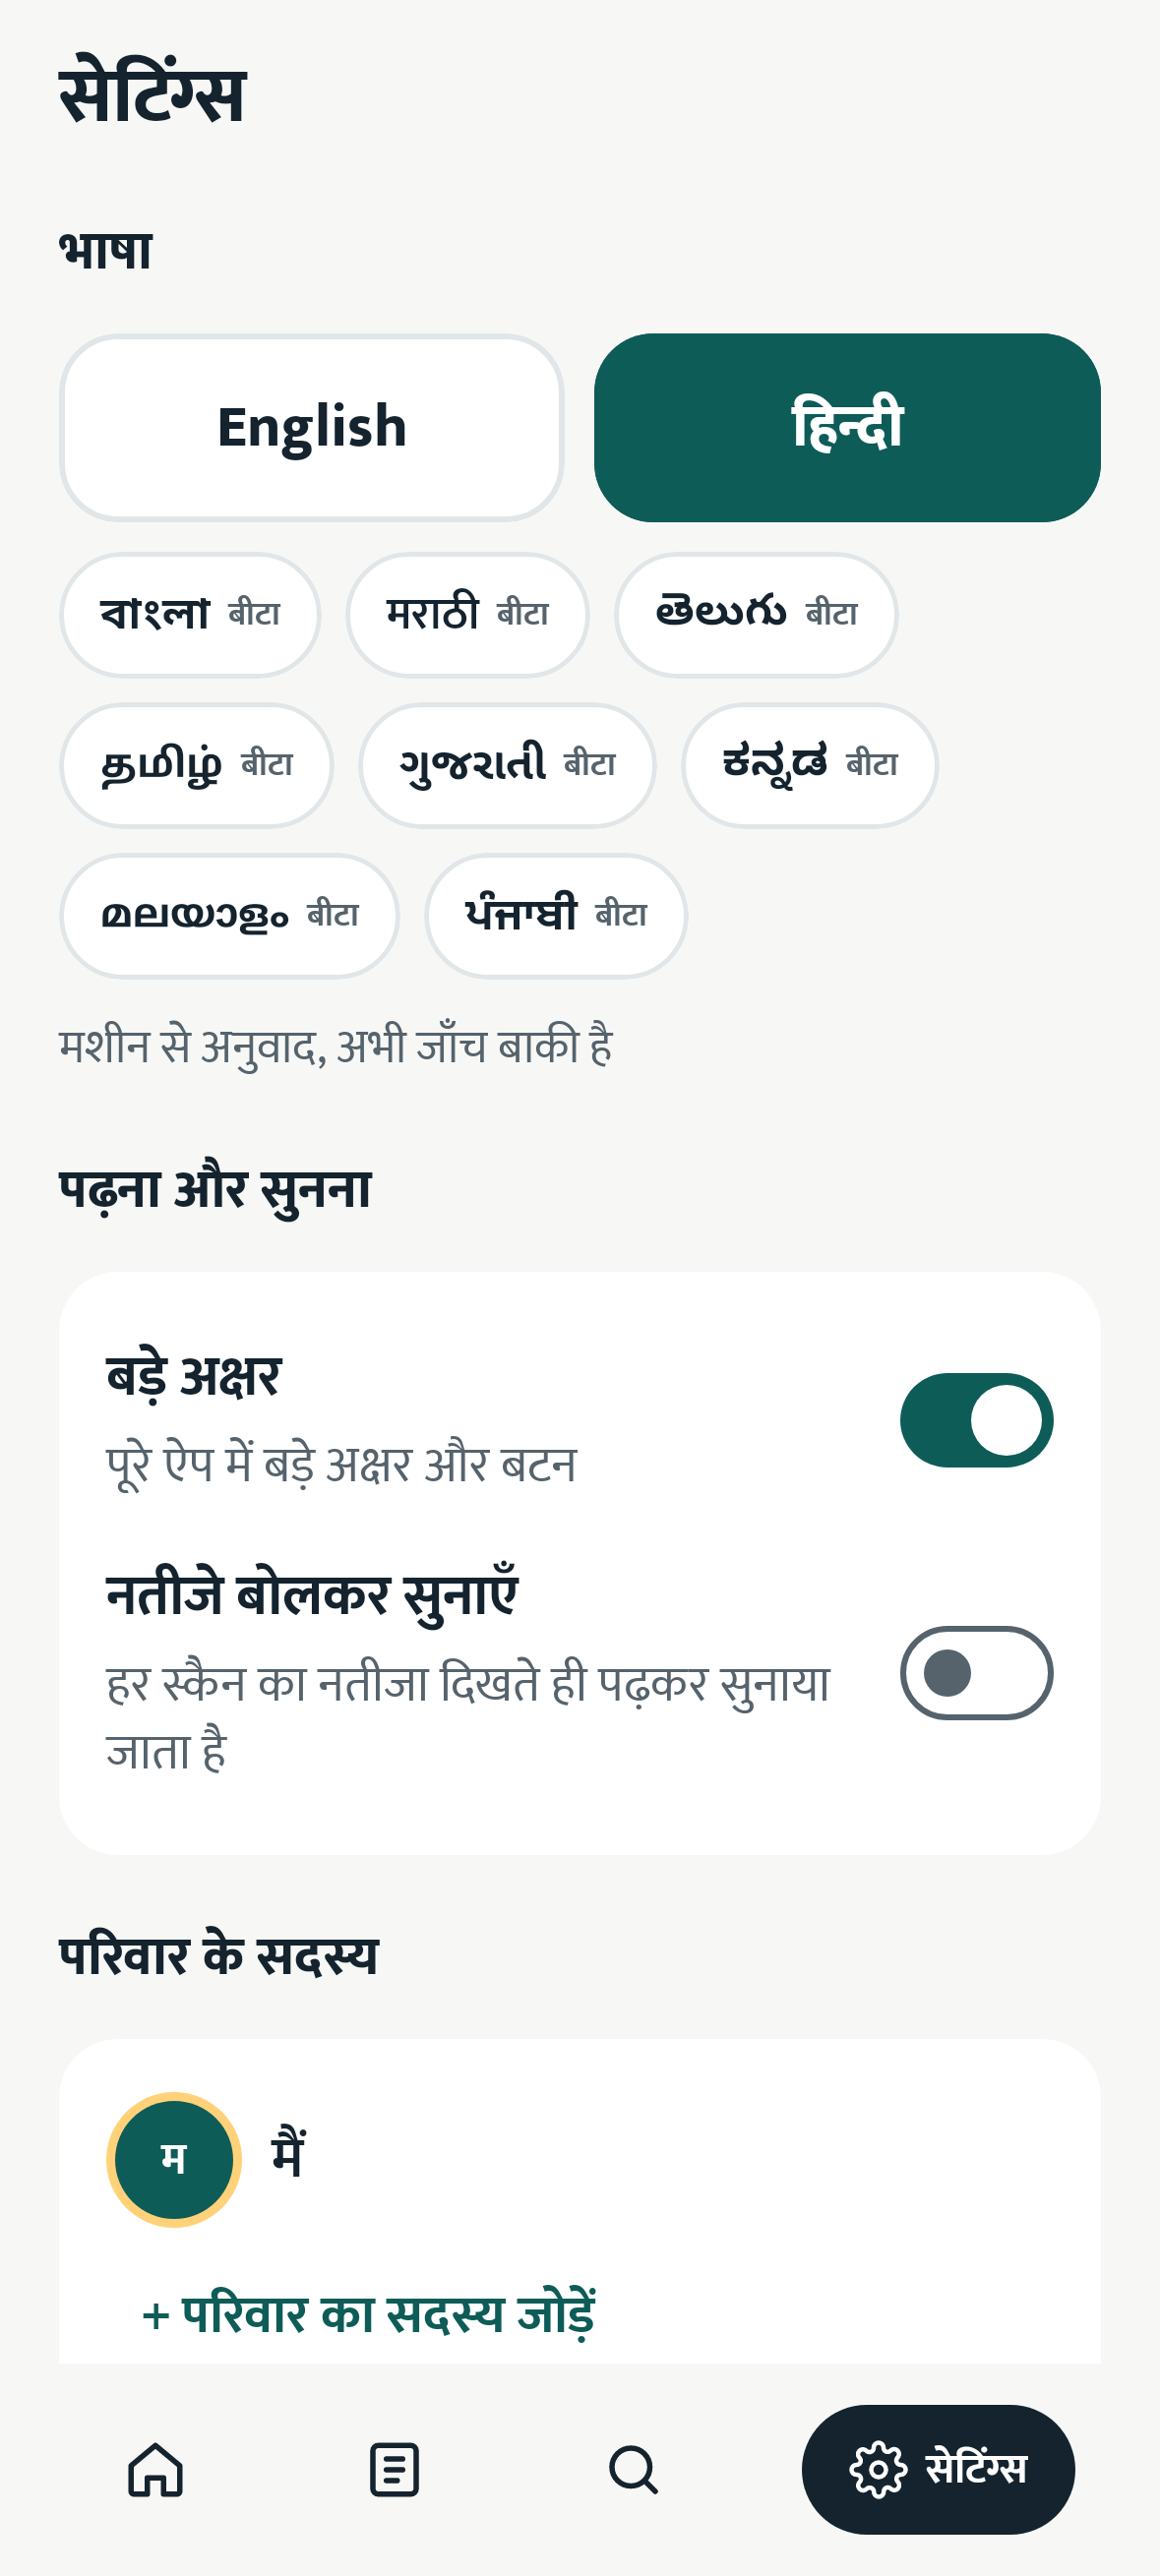 सेटिंग्स
भाषा
English हिन्दी
বাংলা बीटा मराठी बीटा తెలుగు बीटा
தமிழ் बीटा ગુજરાતી बीटा ಕನ್ನಡ बीटा
മലയാളം बीटा ਪੰਜਾਬੀ बीटा
मशीन से अनुवाद, अभी जाँच बाकी है
पढ़ना और सुनना
बड़े अक्षर
पूरे ऐप में बड़े अक्षर और बटन
नतीजे बोलकर सुनाएँ
हर स्कैन का नतीजा दिखते ही पढ़कर सुनाया
जाता है
परिवार के सदस्य
म मैं
+ परिवार का सदस्य जोड़ें
सेटिंग्स